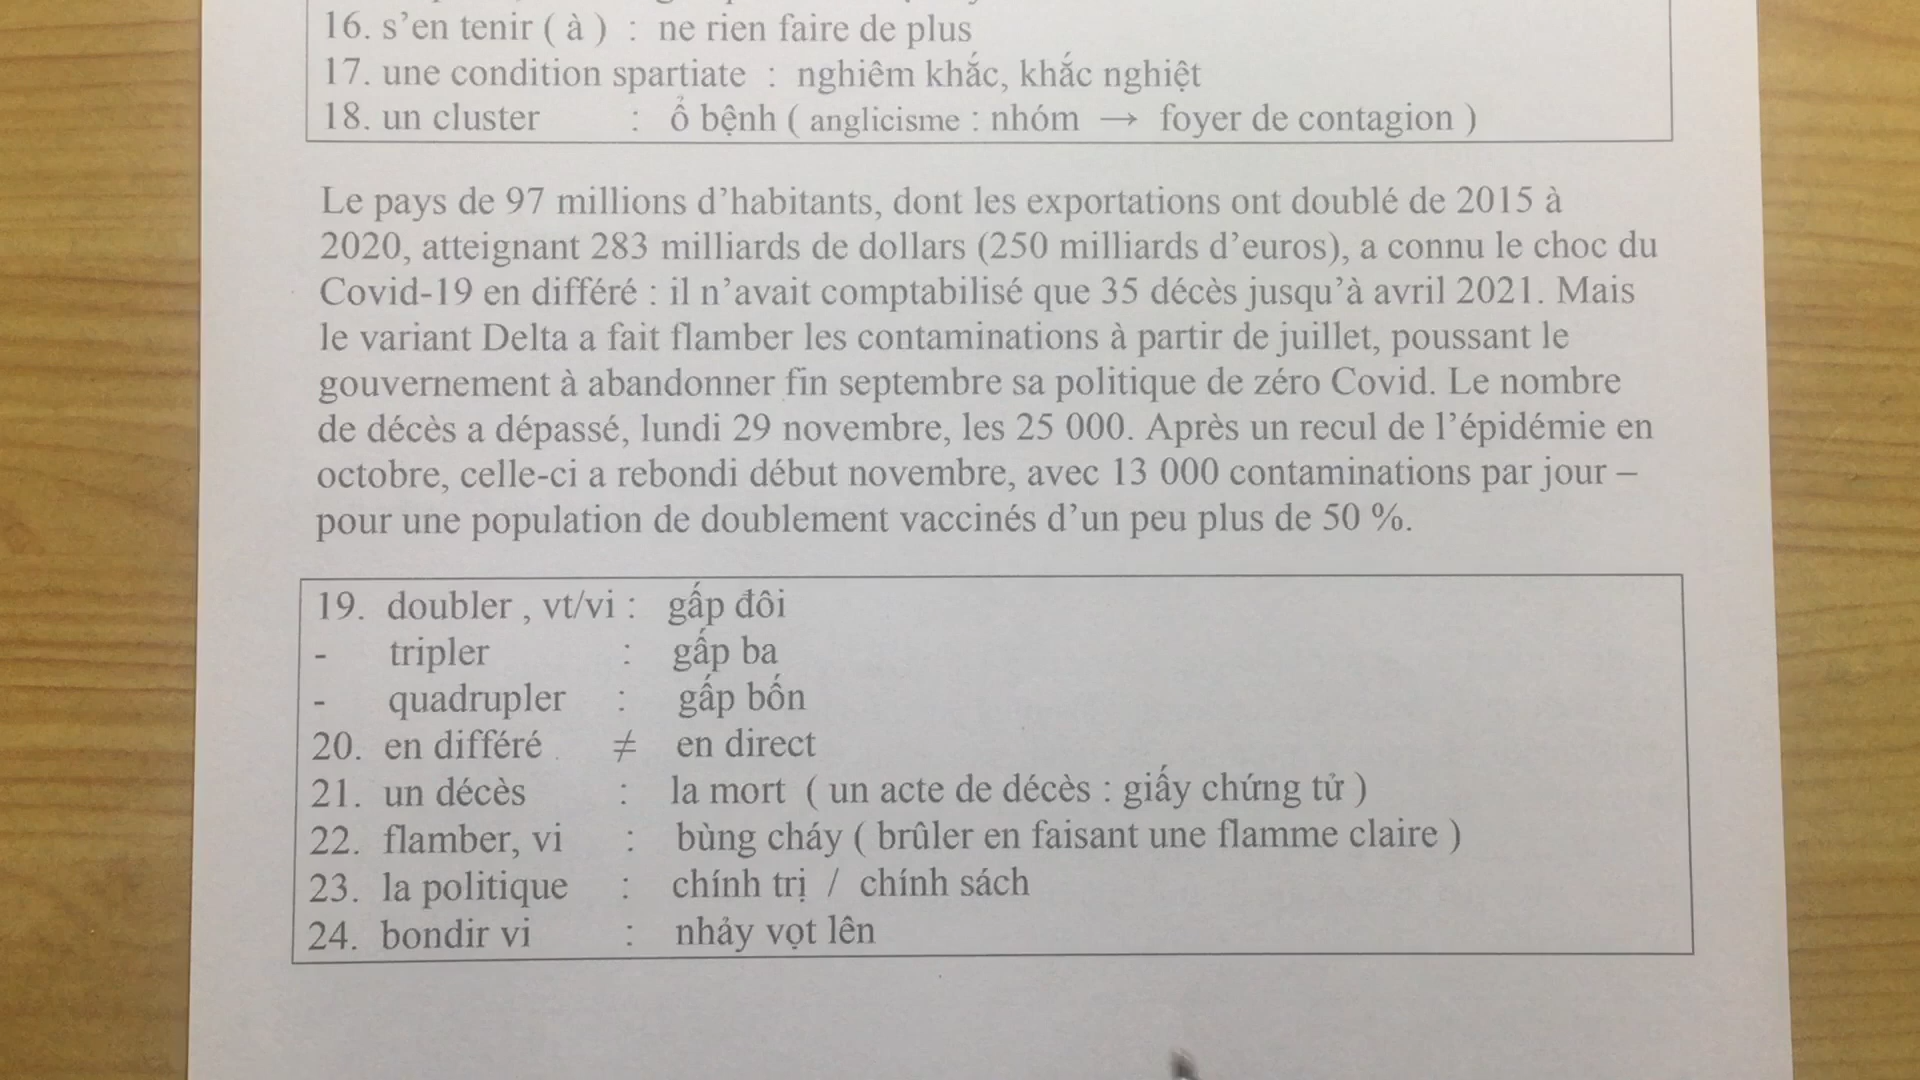 16. s'en tenir ( à ) : ne rien faire de plus
17. une condition spartiate : nghiêm khắc, khắc nghiệt
18. un cluster : ổ bệnh ( anglicisme : nhóm → foyer de contagion )
Le pays de 97 millions d'habitants, dont les exportations ont doublé de 2015 à
2020, atteignant 283 milliards de dollars (250 milliards d'euros), a connu le choc du
Covid-19 en différé : il n'avait comptabilisé que 35 décès jusqu'à avril 2021. Mais
le variant Delta a fait flamber les contaminations à partir de juillet, poussant le
gouvernement à abandonner fin septembre sa politique de zéro Covid. Le nombre
de décès a dépassé, lundi 29 novembre, les 25 000. Après un recul de l'épidémie en
octobre, celle-ci a rebondi début novembre, avec 13 000 contaminations par jour –
pour une population de doublement vaccinés d'un peu plus de 50 %.
19. doubler , vt/vi : gấp đôi
- tripler : gấp ba
- quadrupler : gấp bốn
20. en différé ≠ en direct
21. un décès : la mort ( un acte de décès : giấy chứng tử )
22. flamber, vi : bùng cháy ( brûler en faisant une flamme claire )
23. la politique : chính trị / chính sách
24. bondir vi : nhảy vọt lên